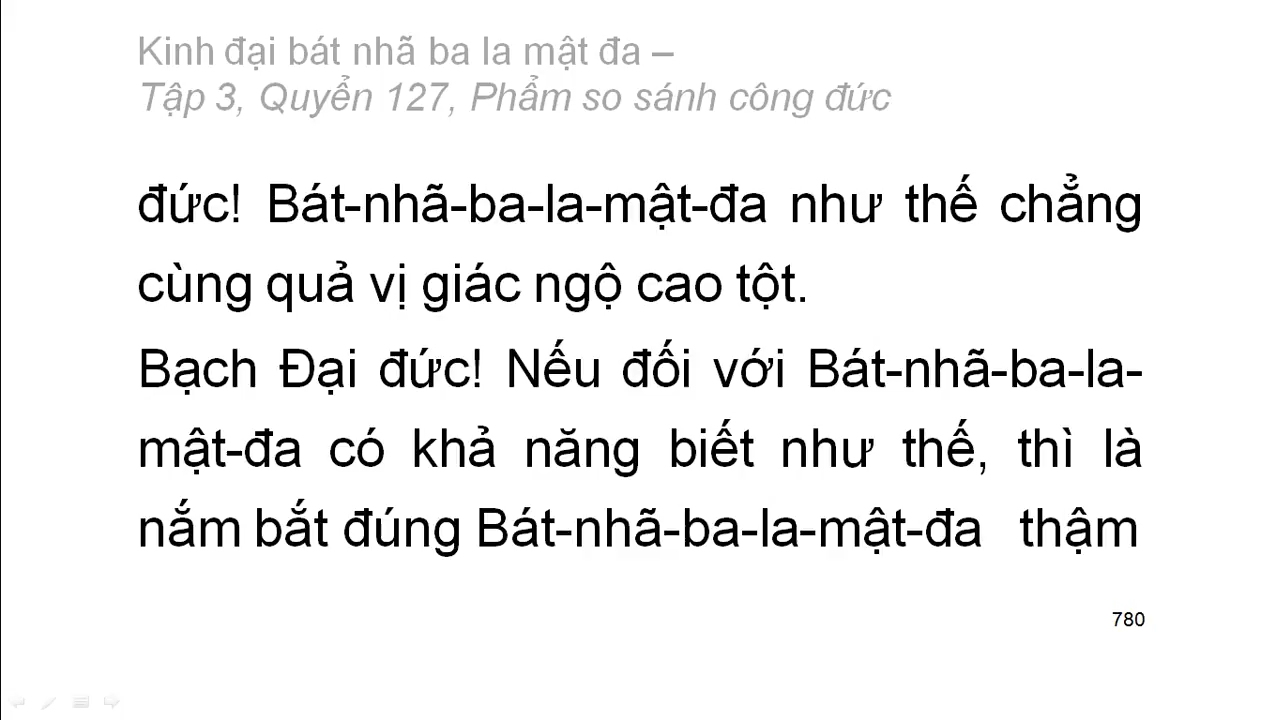 Kinh đại bát nhã ba la mật đa –
Tập 3, Quyển 127, Phẩm so sánh công đức
đức! Bát-nhã-ba-la-mật-đa như thế chẳng
cùng quả vị giác ngộ cao tột.
Bạch Đại đức! Nếu đối với Bát-nhã-ba-la-
mật-đa có khả năng biết như thế, thì là
nắm bắt đúng Bát-nhã-ba-la-mật-đa thậm
780